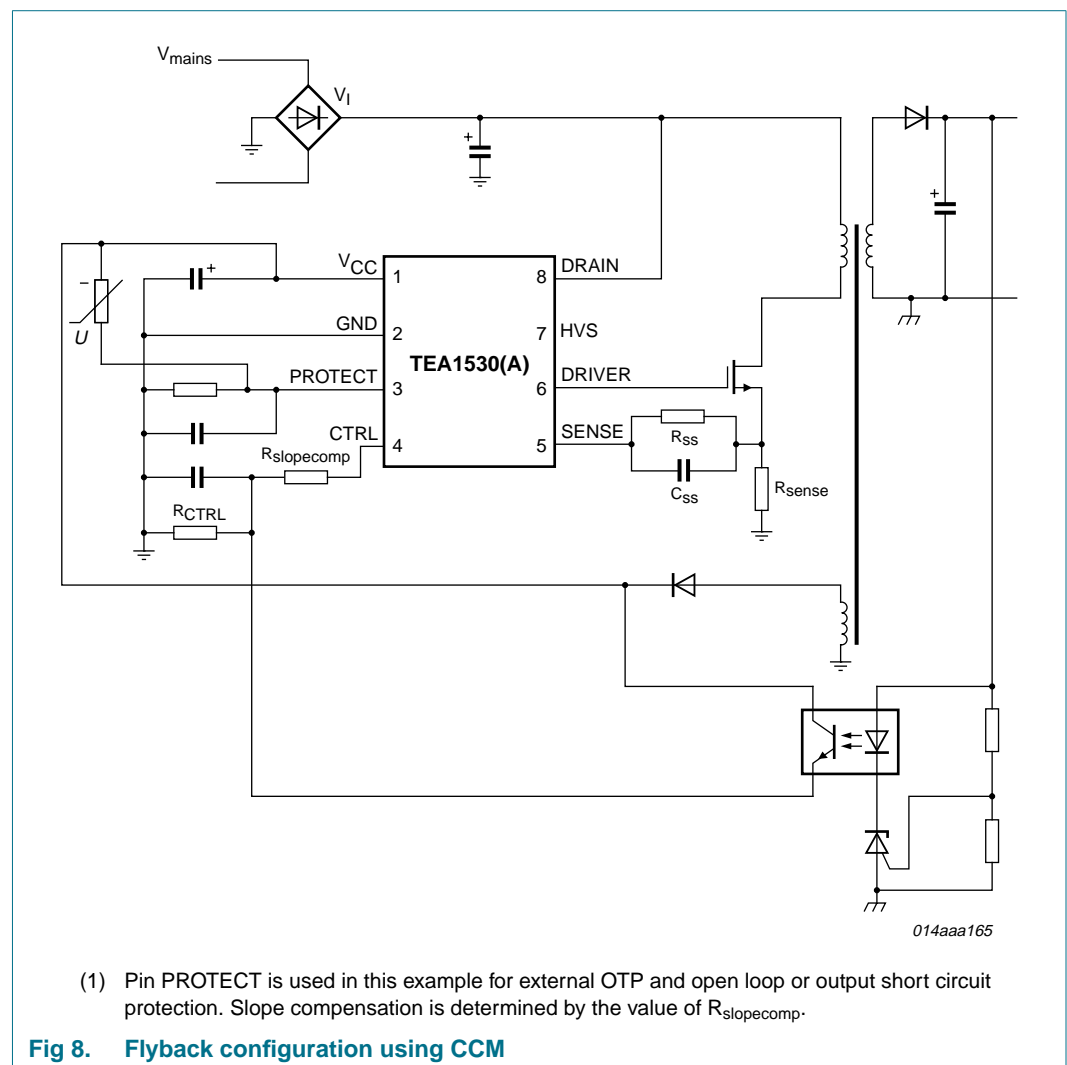 Vmains
VI
VCC
1
8
DRAIN
–
+
U
GND
2
7
HVS
TEA1530(A)
PROTECT
3
6
DRIVER
CTRL
4
5
SENSE
Rslopecomp
RSS
CSS
Rsense
RCTRL
+
+
014aaa165
(1) Pin PROTECT is used in this example for external OTP and open loop or output short circuit
protection. Slope compensation is determined by the value of Rslopecomp.
Fig 8. Flyback configuration using CCM